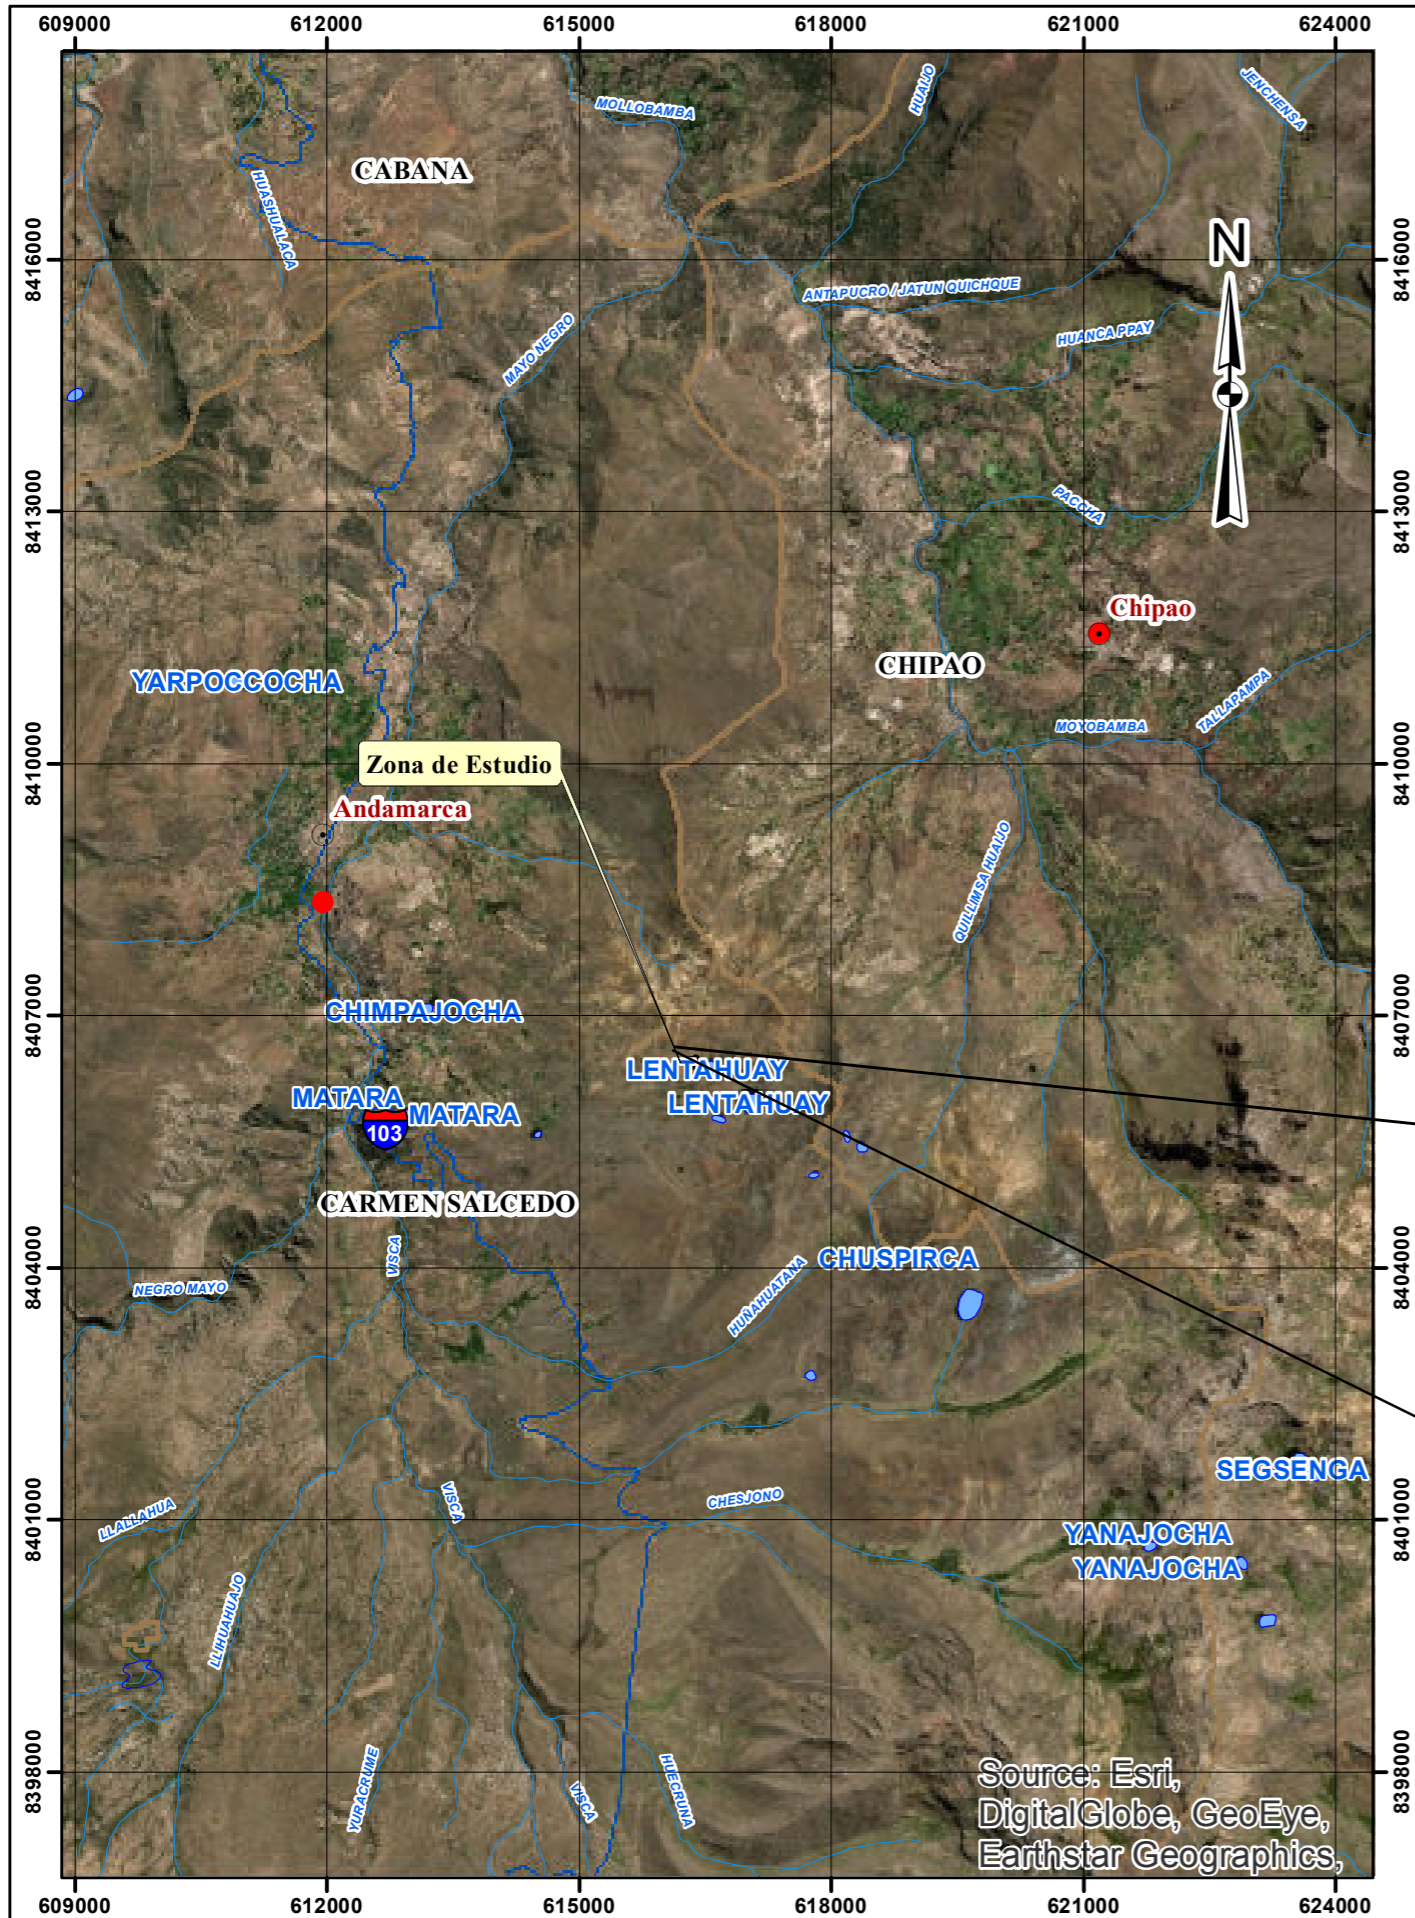 609000 612000 615000 618000 621000 624000
HUAIJO
JENCHENSA
MOLLOBAMBA
CABANA
HUASHUALACA
N
8416000 8416000
ANTAPUCRO / JATUN QUICHQUE
HUANCA PPAY
MAYO NEGRO
8413000 8413000
PACCHA
Chipao
CHIPAO
YARPOCCOCHA
TALLAPAMPA
MOYOBAMBA
8410000 8410000
Zona de Estudio
Andamarca
QUILLIMSA HUAIJO
8407000 8407000
CHIMPAJOCHA
LENTAHUAY
MATARA
LENTAHUAY
MATARA
103
CARMEN SALCEDO
VISCA
CHUSPIRCA
8404000 8404000
NEGRO MAYO
HUÑAHUATANA
SEGSENGA
CHESJONO
VISCA
LLALLAHUA
8401000 8401000
YANAJOCHA
YANAJOCHA
LLIHUAHUAJO
8398000 8398000
YURACRUME
VISCA
HUECRUNA
Source: Esri,
DigitalGlobe, GeoEye,
Earthstar Geographics,
609000 612000 615000 618000 621000 624000